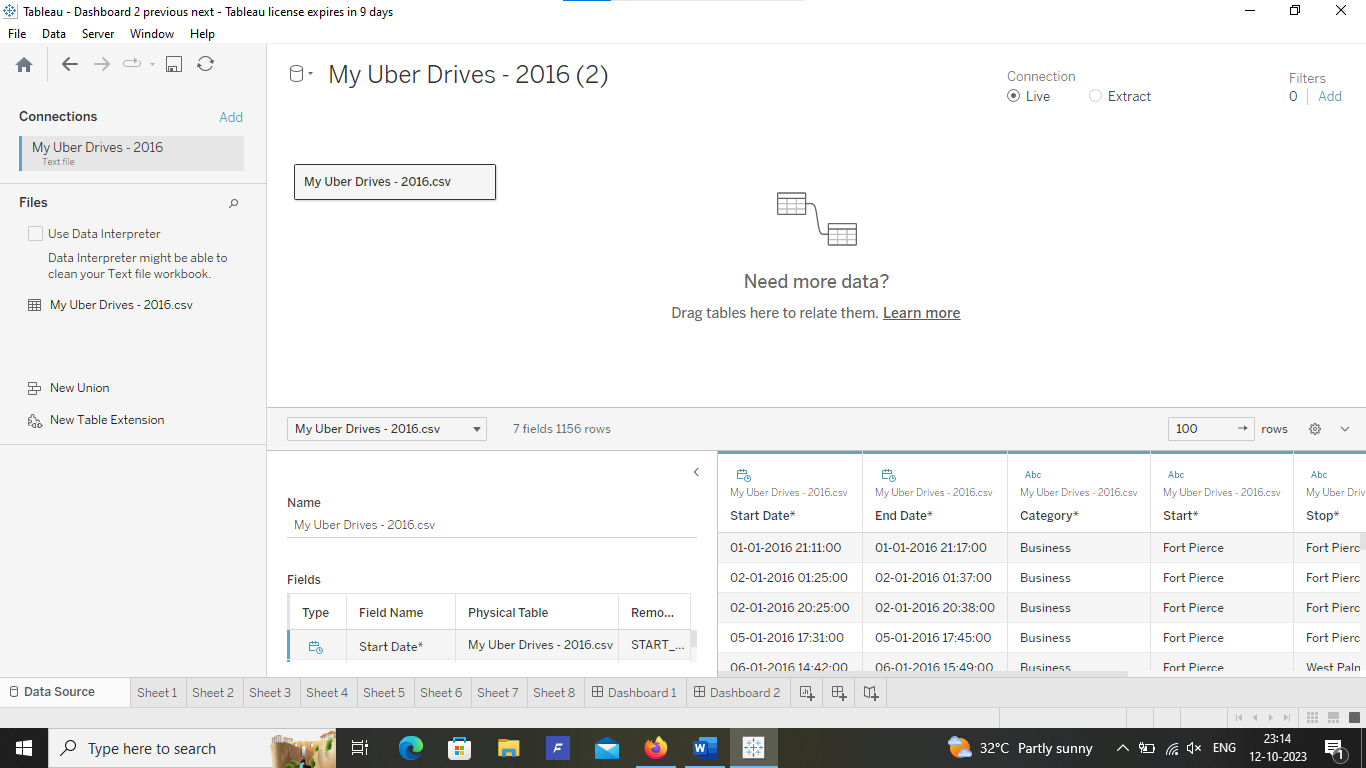 Tableau - Dashboard 2 previous next - Tableau license expires in 9 days
File Data Server Window Help
My Uber Drives - 2016 (2)
Connection
Live Extract
Filters
0 Add
Connections Add
My Uber Drives - 2016
Text file
Files
Use Data Interpreter
Data Interpreter might be able to
clean your Text file workbook.
My Uber Drives - 2016.csv
New Union
New Table Extension
My Uber Drives - 2016.csv
Need more data?
Drag tables here to relate them. Learn more
My Uber Drives - 2016.csv 7 fields 1156 rows 100 rows
Name
My Uber Drives - 2016.csv
Fields
Type Field Name Physical Table Remo...
Start Date* My Uber Drives - 2016.csv START_...
Abc Abc Abc
My Uber Drives - 2016.csv My Uber Drives - 2016.csv My Uber Drives - 2016.csv My Uber Drives - 2016.csv My Uber Driv
Start Date* End Date* Category* Start* Stop*
01-01-2016 21:11:00 01-01-2016 21:17:00 Business Fort Pierce Fort Pierc
02-01-2016 01:25:00 02-01-2016 01:37:00 Business Fort Pierce Fort Pierc
02-01-2016 20:25:00 02-01-2016 20:38:00 Business Fort Pierce Fort Pierc
05-01-2016 17:31:00 05-01-2016 17:45:00 Business Fort Pierce Fort Pierc
06-01-2016 14:42:00 06-01-2016 15:49:00 Business Fort Pierce West Palm
Data Source Sheet 1 Sheet 2 Sheet 3 Sheet 4 Sheet 5 Sheet 6 Sheet 7 Sheet 8 Dashboard 1 Dashboard 2
Type here to search
32°C Partly sunny ENG
23:14
12-10-2023
1